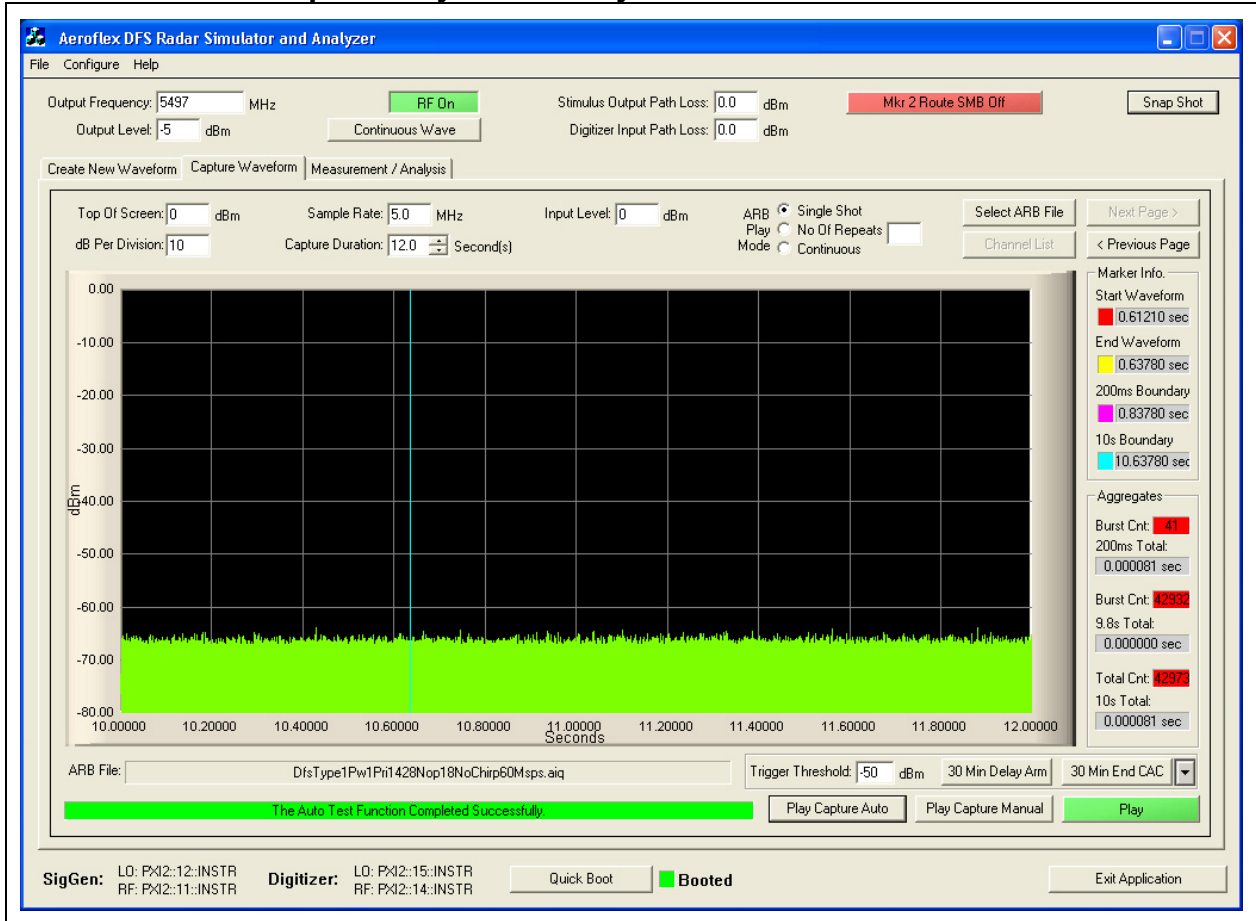 Aeroflex DFS Radar Simulator and Analyzer
File Configure Help
Output Frequency: 5497 MHz RF On Stimulus Output Path Loss: 0.0 dBm Mkr 2 Route SMB Off Snap Shot
Output Level: -5 dBm Continuous Wave Digitizer Input Path Loss: 0.0 dBm
Create New Waveform Capture Waveform Measurement / Analysis
Top Of Screen: 0 dBm Sample Rate: 5.0 MHz Input Level: 0 dBm ARB Play Mode Single Shot Select ARB File Next Page >
No Of Repeats
dB Per Division: 10 Capture Duration: 12.0 Second(s) Continuous Channel List < Previous Page
Marker Info.
Start Waveform
0.61210 sec
End Waveform
0.63780 sec
200ms Boundary
0.83780 sec
10s Boundary
10.63780 sec
Aggregates
Burst Cnt: 41
200ms Total:
0.000081 sec
Burst Cnt: 42932
9.8s Total:
0.000000 sec
Total Cnt: 42973
10s Total:
0.000081 sec
0.00
-10.00
-20.00
-30.00
-40.00
-50.00
-60.00
-70.00
-80.00
dBm
10.00000 10.20000 10.40000 10.60000 10.80000 11.00000 11.20000 11.40000 11.60000 11.80000 12.00000
Seconds
ARB File: DfsType1Pw1Pri1428Nop18NoChirp60Msps.aiq Trigger Threshold: -50 dBm 30 Min Delay Arm 30 Min End CAC
The Auto Test Function Completed Successfully. Play Capture Auto Play Capture Manual Play
SigGen: LO: PXI2::12::INSTR Digitizer: LO: PXI2::15::INSTR Quick Boot Booted Exit Application
RF: PXI2::11::INSTR RF: PXI2::14::INSTR